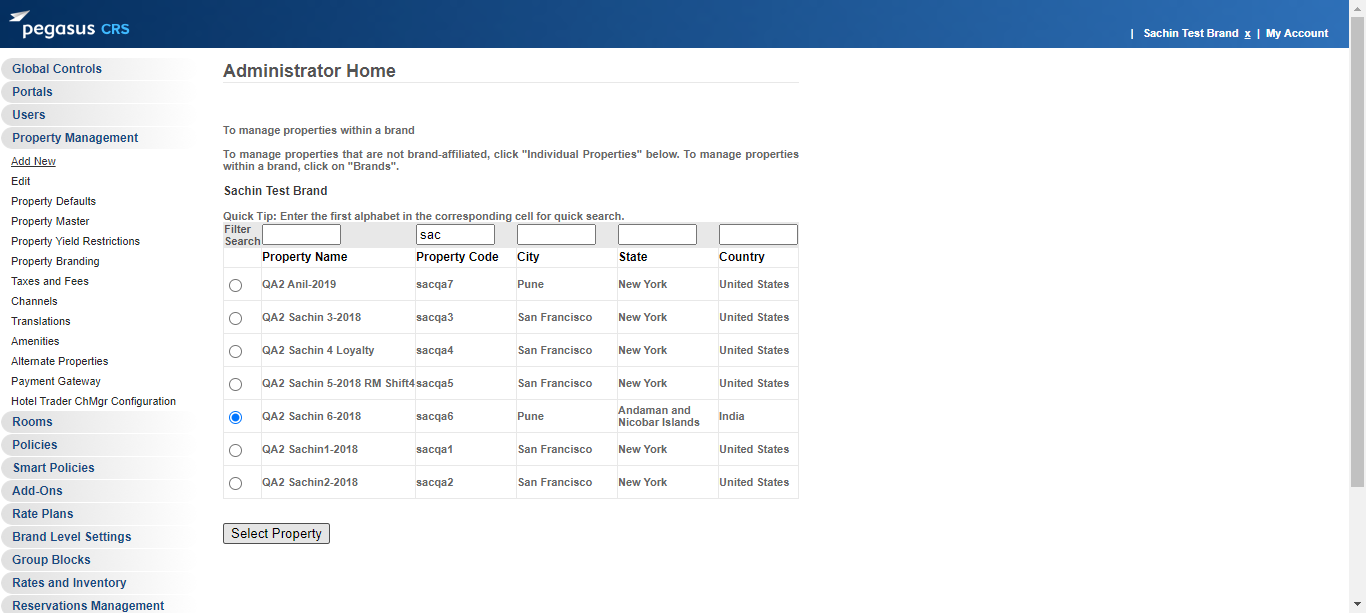 pegasus CRS
| Sachin Test Brand x | My Account
Global Controls
Portals
Users
Property Management
Add New
Edit
Property Defaults
Property Master
Property Yield Restrictions
Property Branding
Taxes and Fees
Channels
Translations
Amenities
Alternate Properties
Payment Gateway
Hotel Trader ChMgr Configuration
Rooms
Policies
Smart Policies
Add-Ons
Rate Plans
Brand Level Settings
Group Blocks
Rates and Inventory
Reservations Management
Administrator Home
To manage properties within a brand
To manage properties that are not brand-affiliated, click "Individual Properties" below. To manage properties
within a brand, click on "Brands".
Sachin Test Brand
Quick Tip: Enter the first alphabet in the corresponding cell for quick search.
Filter
Search sac
Property Name Property Code City State Country
QA2 Anil-2019 sacqa7 Pune New York United States
QA2 Sachin 3-2018 sacqa3 San Francisco New York United States
QA2 Sachin 4 Loyalty sacqa4 San Francisco New York United States
QA2 Sachin 5-2018 RM Shift4 sacqa5 San Francisco New York United States
QA2 Sachin 6-2018 sacqa6 Pune Andaman and
Nicobar Islands India
QA2 Sachin1-2018 sacqa1 San Francisco New York United States
QA2 Sachin2-2018 sacqa2 San Francisco New York United States
Select Property